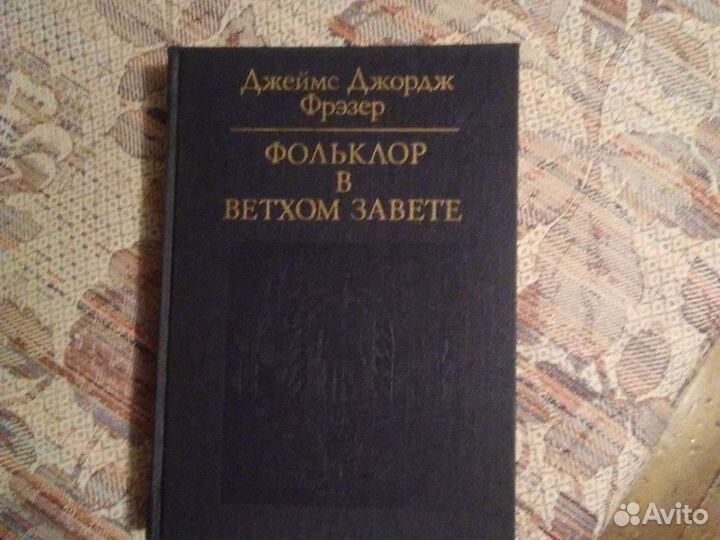 Джеймс Джордж
Фрэзер
ФОЛЬКЛОР
В
ВЕТХОМ ЗАВЕТЕ
Avito